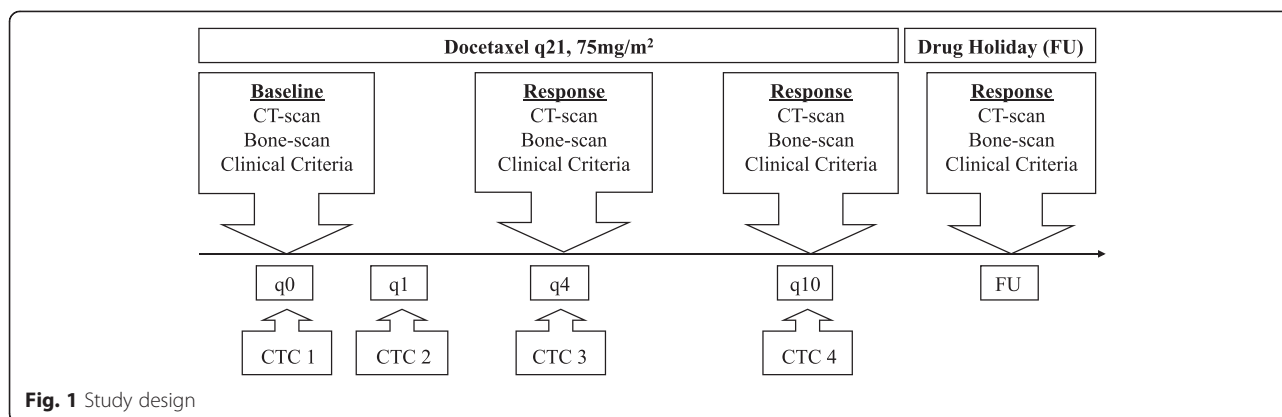 Docetaxel q21, 75mg/m²
Drug Holiday (FU)
Baseline
CT-scan
Bone-scan
Clinical Criteria
Response
CT-scan
Bone-scan
Clinical Criteria
Response
CT-scan
Bone-scan
Clinical Criteria
Response
CT-scan
Bone-scan
Clinical Criteria
q0
q1
q4
q10
FU
CTC 1
CTC 2
CTC 3
CTC 4
Fig. 1 Study design